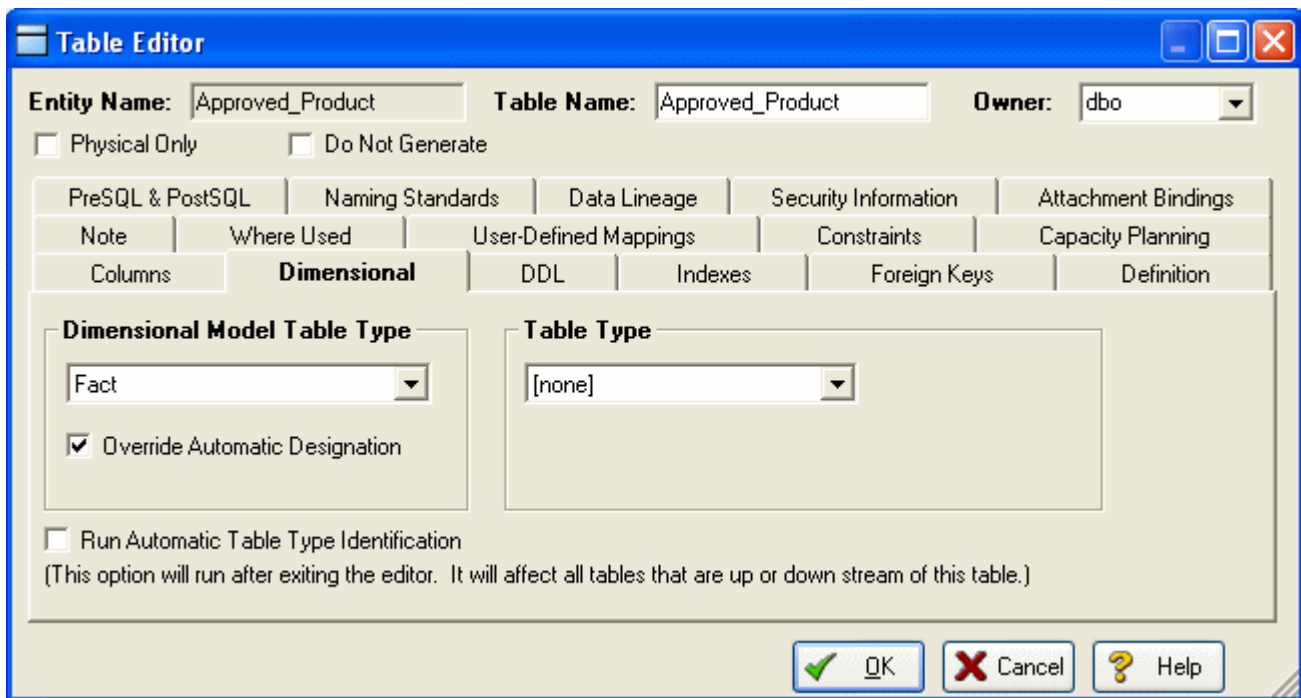 Table Editor
Entity Name: Approved_Product Table Name: Approved_Product Owner: dbo
Physical Only Do Not Generate
PreSQL & PostSQL Naming Standards Data Lineage Security Information Attachment Bindings
Note Where Used User-Defined Mappings Constraints Capacity Planning
Columns Dimensional DDL Indexes Foreign Keys Definition
Dimensional Model Table Type Table Type
Fact [none]
Override Automatic Designation
Run Automatic Table Type Identification
(This option will run after exiting the editor. It will affect all tables that are up or down stream of this table.)
OK Cancel Help